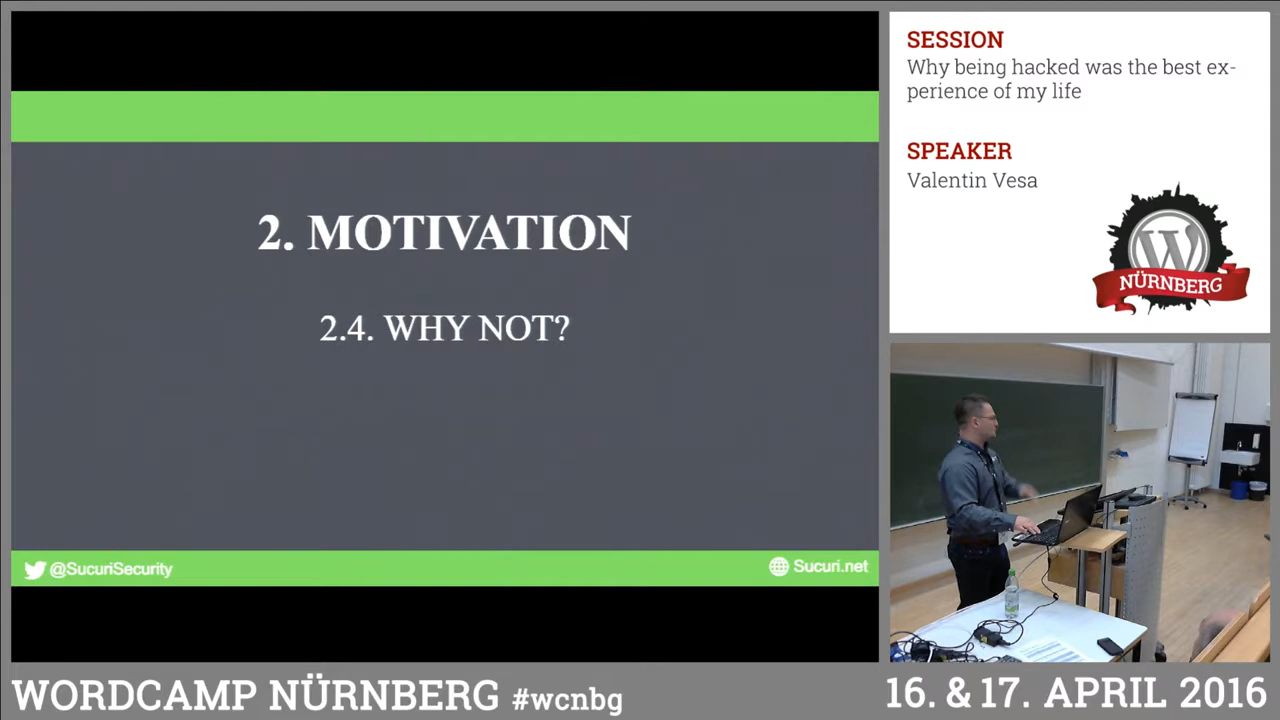 2. MOTIVATION
2.4. WHY NOT?
@SucuriSecurity
Sucuri.net
SESSION
Why being hacked was the best ex-
perience of my life
SPEAKER
Valentin Vesa
W
NÜRNBERG
WORDCAMP NÜRNBERG #wcnbg
16. & 17. APRIL 2016